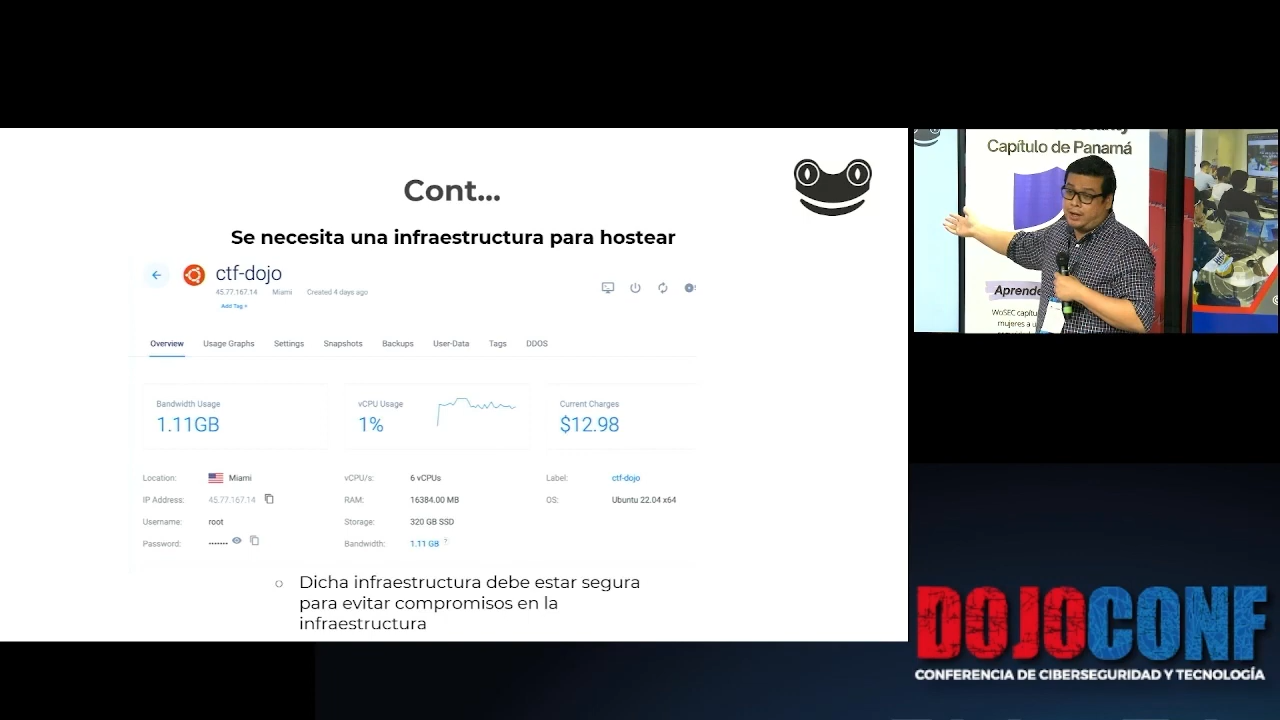 Cont...
Se necesita una infraestructura para hostear
ctf-dojo
45.77.167.14 Miami Created 4 days ago
Add Tag +
Overview Usage Graphs Settings Snapshots Backups User-Data Tags DDOS
Bandwidth Usage vCPU Usage Current Charges
1.11GB 1% $12.98
Location: Miami vCPU/s: 6 vCPUs Label: ctf-dojo
IP Address: 45.77.167.14 RAM: 16384.00 MB OS: Ubuntu 22.04 x64
Username: root Storage: 320 GB SSD
Password: ••••••• Bandwidth: 1.11 GB ?
Dicha infraestructura debe estar segura
para evitar compromisos en la
infraestructura
Capítulo de Panamá
Aprende
WoSEC capítu
mujeres a u
DOJOCONF
CONFERENCIA DE CIBERSEGURIDAD Y TECNOLOGÍA